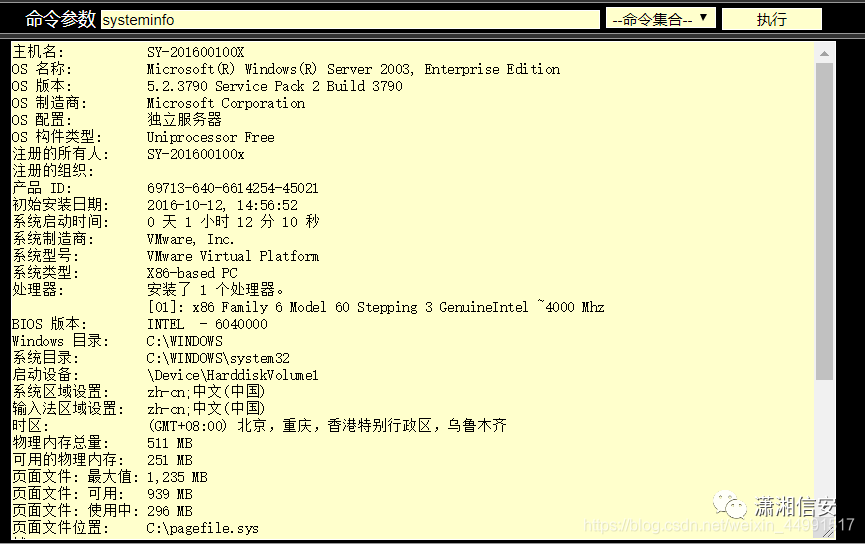 命令参数 systeminfo --命令集合-- 执行
主机名: SY-201600100X
OS 名称: Microsoft(R) Windows(R) Server 2003, Enterprise Edition
OS 版本: 5.2.3790 Service Pack 2 Build 3790
OS 制造商: Microsoft Corporation
OS 配置: 独立服务器
OS 构件类型: Uniprocessor Free
注册的所有人: SY-201600100x
注册的组织:
产品 ID: 69713-640-6614254-45021
初始安装日期: 2016-10-12, 14:56:52
系统启动时间: 0 天 1 小时 12 分 10 秒
系统制造商: VMware, Inc.
系统型号: VMware Virtual Platform
系统类型: X86-based PC
处理器: 安装了 1 个处理器。
[01]: x86 Family 6 Model 60 Stepping 3 GenuineIntel ~4000 Mhz
BIOS 版本: INTEL - 6040000
Windows 目录: C:\WINDOWS
系统目录: C:\WINDOWS\system32
启动设备: \Device\HarddiskVolume1
系统区域设置: zh-cn;中文(中国)
输入法区域设置: zh-cn;中文(中国)
时区: (GMT+08:00) 北京，重庆，香港特别行政区，乌鲁木齐
物理内存总量: 511 MB
可用的物理内存: 251 MB
页面文件: 最大值: 1,235 MB
页面文件: 可用: 939 MB
页面文件: 使用中: 296 MB
页面文件位置: C:\pagefile.sys
潇湘信安
https://blog.csdn.net/weixin_44991517